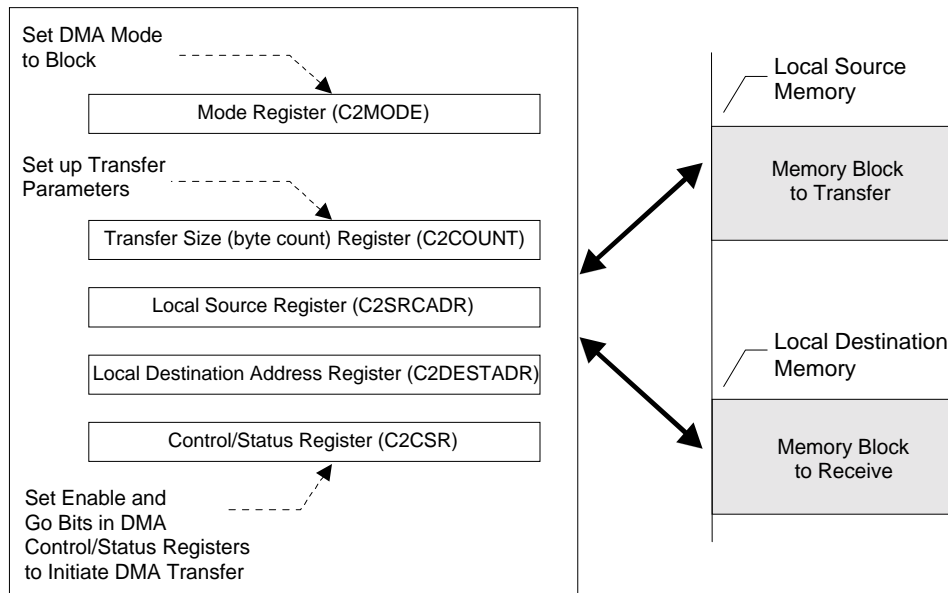 Set DMA Mode
to Block
Mode Register (C2MODE)
Set up Transfer
Parameters
Transfer Size (byte count) Register (C2COUNT)
Local Source Register (C2SRCADR)
Local Destination Address Register (C2DESTADR)
Control/Status Register (C2CSR)
Set Enable and
Go Bits in DMA
Control/Status Registers
to Initiate DMA Transfer
Local Source
Memory
Memory Block
to Transfer
Local Destination
Memory
Memory Block
to Receive